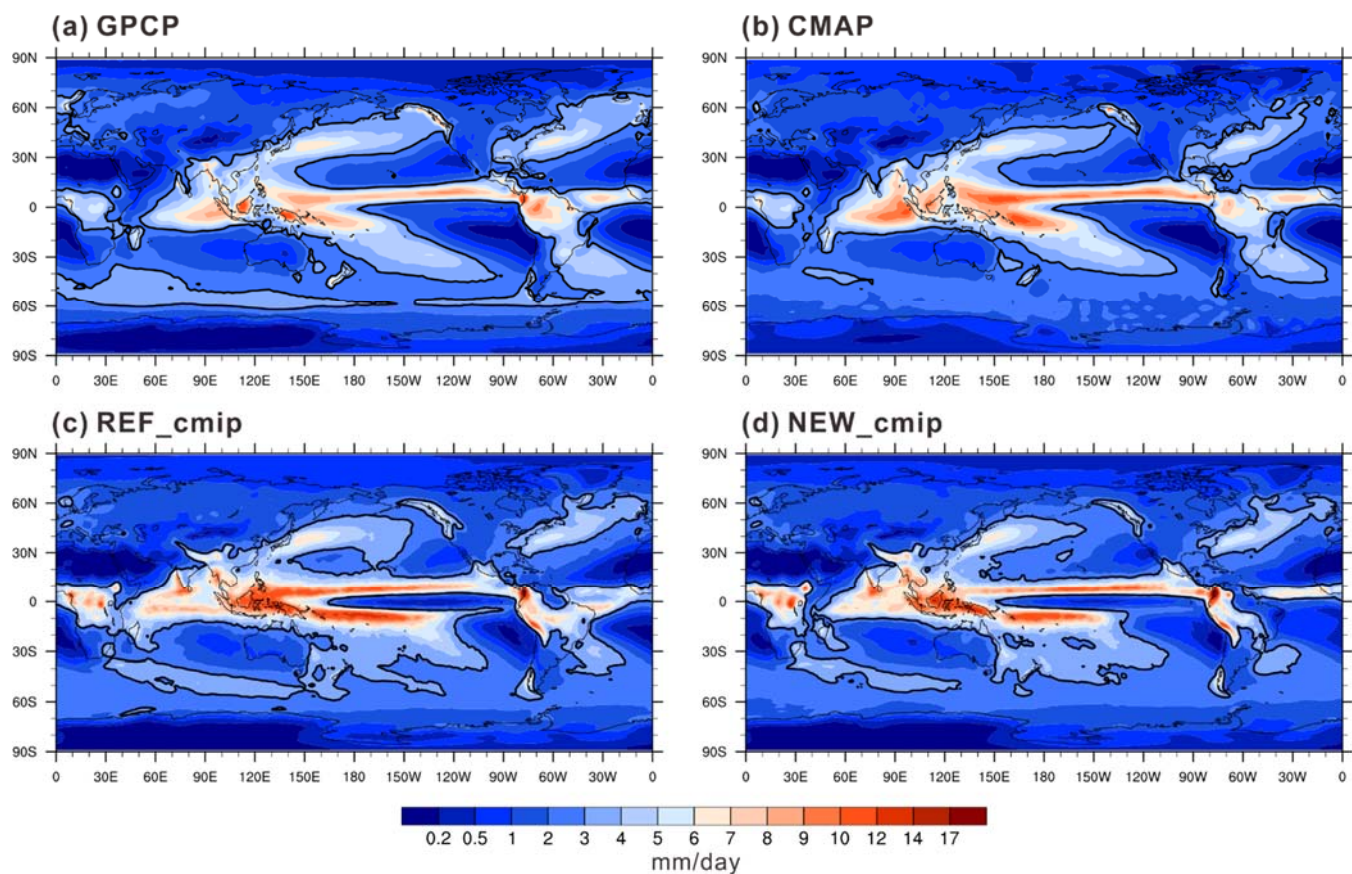 (a) GPCP
(b) CMAP
90N
60N
30N
0
30S
60S
90S
0 30E 60E 90E 120E 150E 180 150W 120W 90W 60W 30W 0
90N
60N
30N
0
30S
60S
90S
0 30E 60E 90E 120E 150E 180 150W 120W 90W 60W 30W 0
(c) REF_cmip
(d) NEW_cmip
90N
60N
30N
0
30S
60S
90S
0 30E 60E 90E 120E 150E 180 150W 120W 90W 60W 30W 0
90N
60N
30N
0
30S
60S
90S
0 30E 60E 90E 120E 150E 180 150W 120W 90W 60W 30W 0
0.2 0.5 1 2 3 4 5 6 7 8 9 10 12 14 17
mm/day